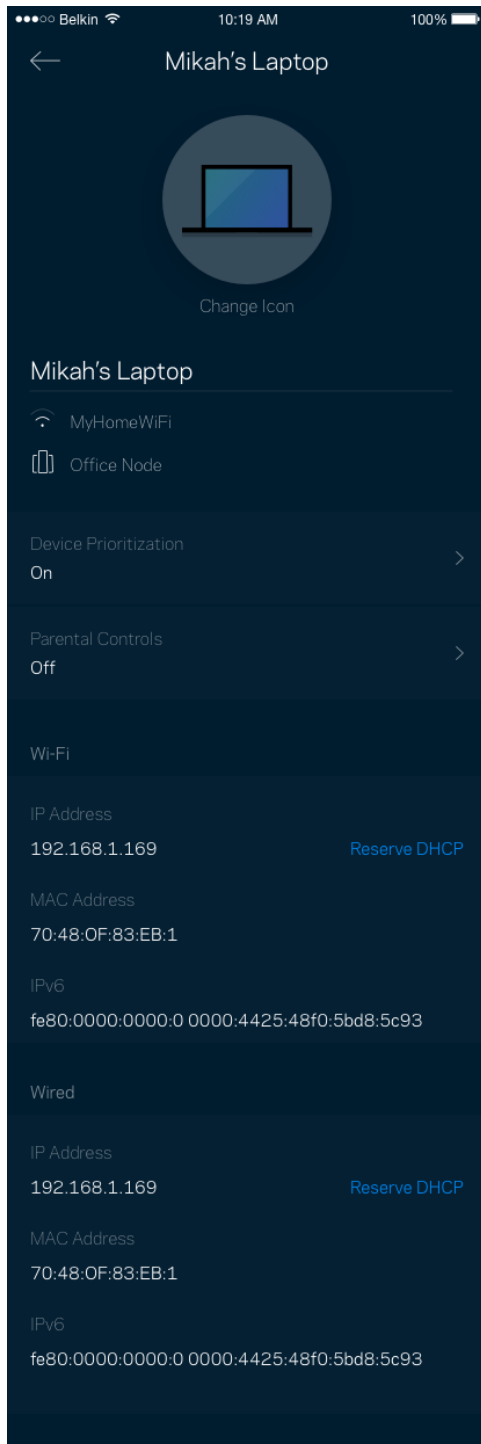 Belkin 10:19 AM 100%
Mikah's Laptop
Change Icon
Mikah's Laptop
MyHomeWiFi
Office Node
Device Prioritization
On
Parental Controls
Off
Wi-Fi
IP Address
192.168.1.169 Reserve DHCP
MAC Address
70:48:0F:83:EB:1
IPv6
fe80:0000:0000:0 0000:4425:48f0:5bd8:5c93
Wired
IP Address
192.168.1.169 Reserve DHCP
MAC Address
70:48:0F:83:EB:1
IPv6
fe80:0000:0000:0 0000:4425:48f0:5bd8:5c93